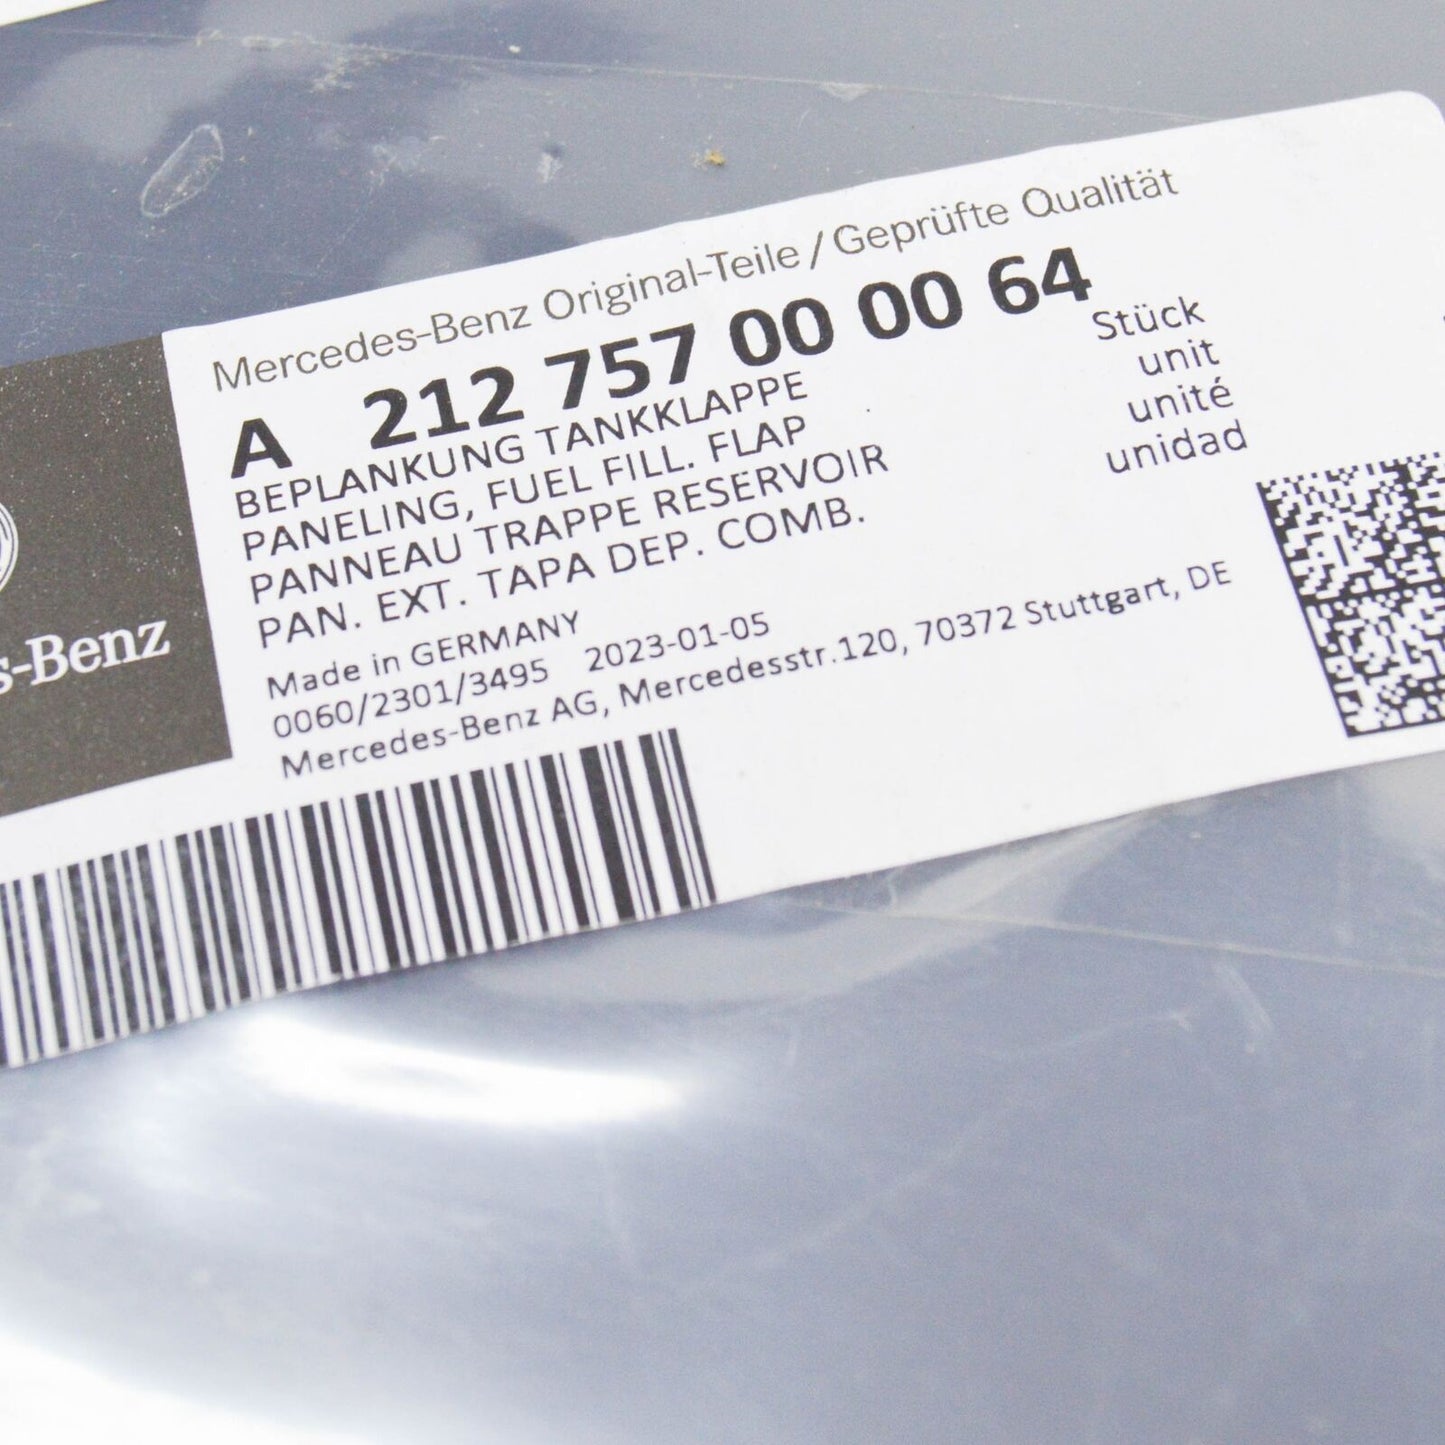 Mercedes-Benz Original-Teile / Geprüfte Qualität
A 212 757 00 00 64
BEPLANKUNG TANKKLAPPE
PANELING, FUEL FILL. FLAP
PANNEAU TRAPPE RESERVOIR
PAN. EXT. TAPA DEP. COMB.
Stück
unit
unité
unidad
Made in GERMANY
0060/2301/3495 2023-01-05
Mercedes-Benz AG, Mercedesstr.120, 70372 Stuttgart, DE
s-Benz